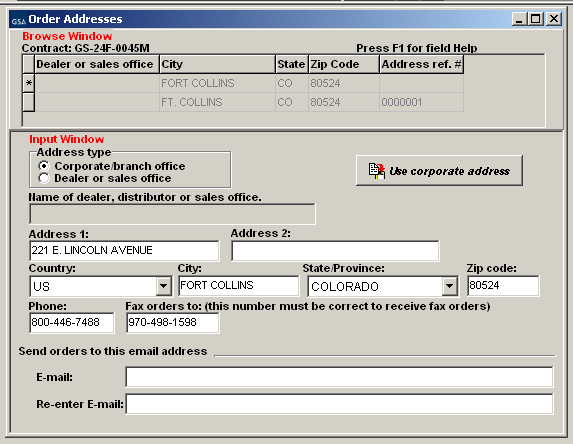 GSA Order Addresses
Browse Window
Contract: GS-24F-0045M Press F1 for field Help
Dealer or sales office City State Zip Code Address ref. #
* FORT COLLINS CO 80524
FT. COLLINS CO 80524 0000001
Input Window
Address type
Corporate/branch office
Dealer or sales office
Use corporate address
Name of dealer, distributor or sales office.
Address 1: Address 2:
221 E. LINCOLN AVENUE
Country: City: State/Province: Zip code:
US FORT COLLINS COLORADO 80524
Phone: Fax orders to: (this number must be correct to receive fax orders)
800-446-7488 970-498-1598
Send orders to this email address
E-mail:
Re-enter E-mail: